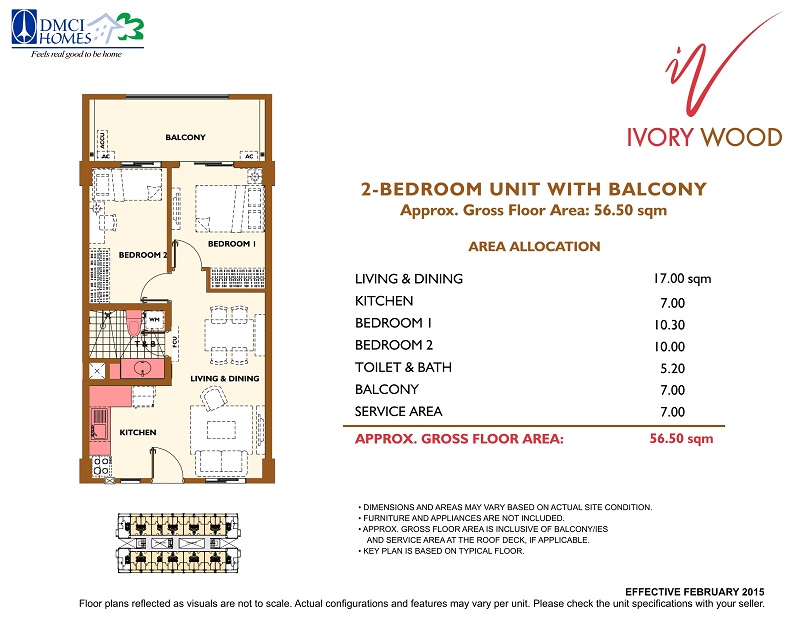 DMCI
HOMES
Feels real good to be home
IVORY WOOD
2-BEDROOM UNIT WITH BALCONY
Approx. Gross Floor Area: 56.50 sqm
AREA ALLOCATION
LIVING & DINING 17.00 sqm
KITCHEN 7.00
BEDROOM 1 10.30
BEDROOM 2 10.00
TOILET & BATH 5.20
BALCONY 7.00
SERVICE AREA 7.00
APPROX. GROSS FLOOR AREA: 56.50 sqm
BALCONY
ACCU
AC AC
BEDROOM 1
BEDROOM 2
WM
T & B
FCU
LIVING & DINING
KITCHEN
• DIMENSIONS AND AREAS MAY VARY BASED ON ACTUAL SITE CONDITION.
• FURNITURE AND APPLIANCES ARE NOT INCLUDED.
• APPROX. GROSS FLOOR AREA IS INCLUSIVE OF BALCONY/IES
AND SERVICE AREA AT THE ROOF DECK, IF APPLICABLE.
• KEY PLAN IS BASED ON TYPICAL FLOOR.
EFFECTIVE FEBRUARY 2015
Floor plans reflected as visuals are not to scale. Actual configurations and features may vary per unit. Please check the unit specifications with your seller.